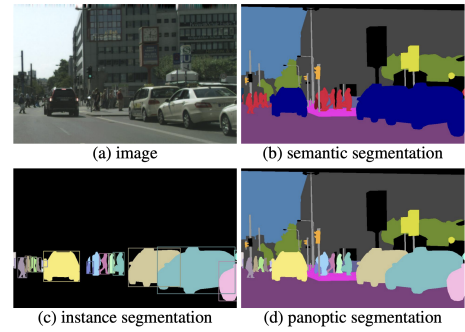 (a) image
(b) semantic segmentation
(c) instance segmentation
(d) panoptic segmentation